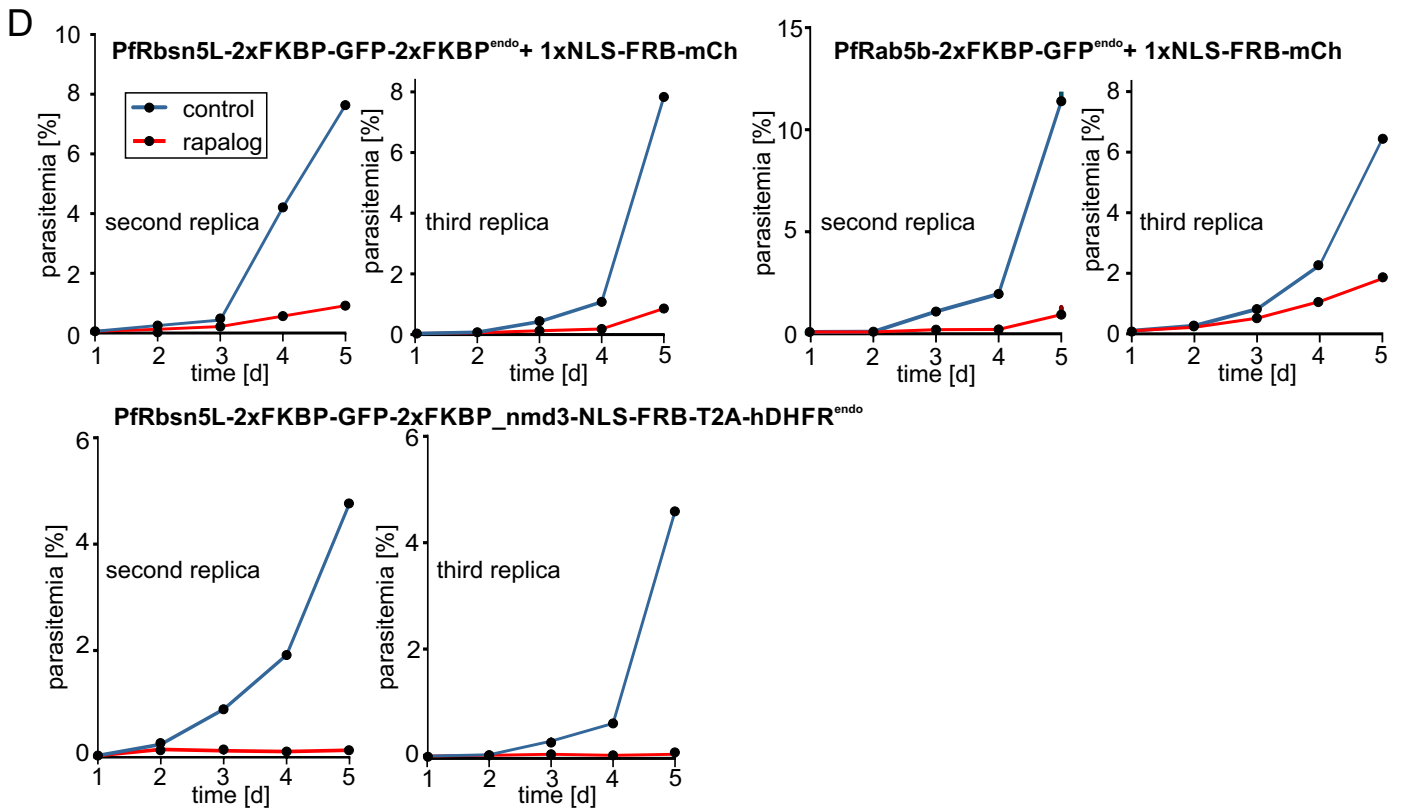 D
PfRbsn5L-2xFKBP-GFP-2xFKBPendo+ 1xNLS-FRB-mCh
10
8
6
4
2
0
parasitemia [%]
control
rapalog
second replica
1 2 3 4 5
time [d]
8
6
4
2
0
parasitemia [%]
third replica
1 2 3 4 5
time [d]
PfRab5b-2xFKBP-GFPendo+ 1xNLS-FRB-mCh
15
10
5
0
parasitemia [%]
second replica
1 2 3 4 5
time [d]
8
6
4
2
0
parasitemia [%]
third replica
1 2 3 4 5
time [d]
PfRbsn5L-2xFKBP-GFP-2xFKBP_nmd3-NLS-FRB-T2A-hDHFRendo
6
4
2
0
parasitemia [%]
second replica
1 2 3 4 5
time [d]
6
4
2
0
parasitemia [%]
third replica
1 2 3 4 5
time [d]